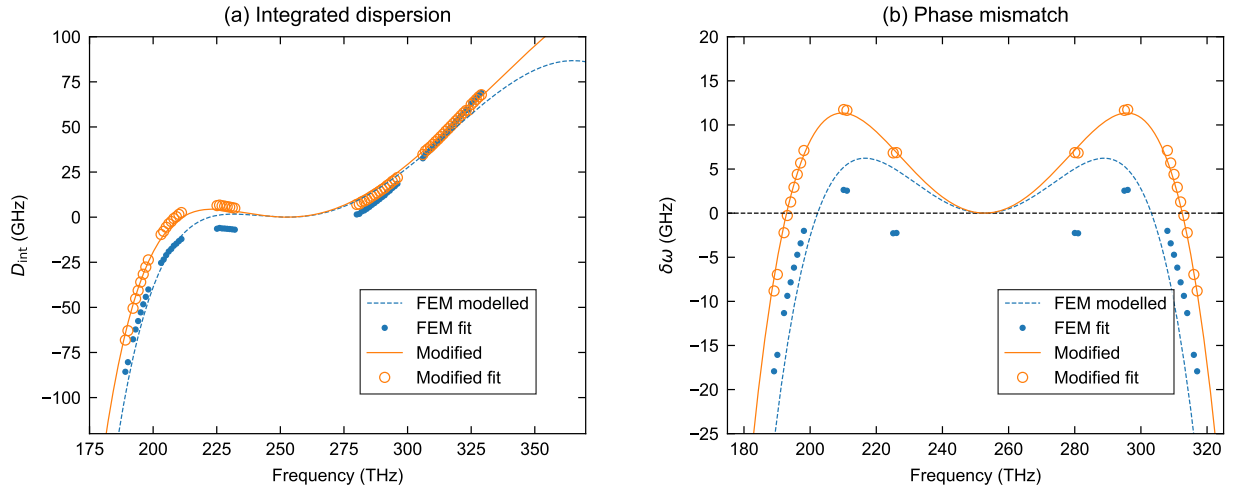 (a) Integrated dispersion
100
75
50
25
0
−25
−50
−75
−100
D_int (GHz)
175 200 225 250 275 300 325 350
Frequency (THz)
FEM modelled
FEM fit
Modified
Modified fit
(b) Phase mismatch
20
15
10
5
0
−5
−10
−15
−20
−25
δω (GHz)
180 200 220 240 260 280 300 320
Frequency (THz)
FEM modelled
FEM fit
Modified
Modified fit